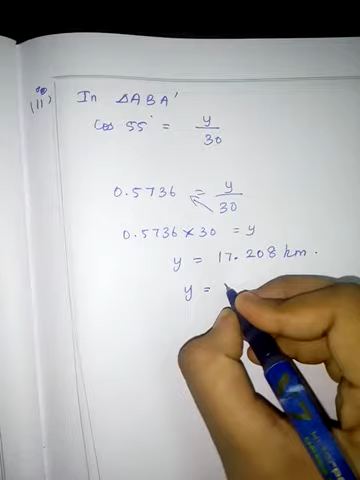 (ii) In ΔABA'
Cos 55° = y/30
0.5736 = y/30
0.5736 × 30 = y
y = 17.208 km.
y =